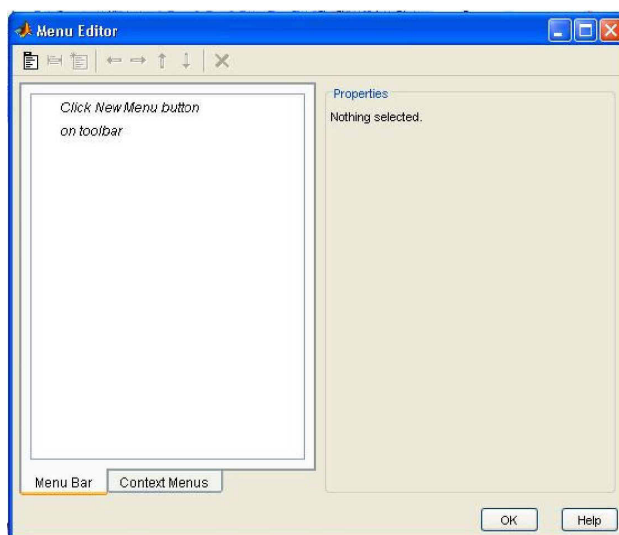 Menu Editor
Click New Menu button
on toolbar
Properties
Nothing selected.
Menu Bar
Context Menus
OK
Help